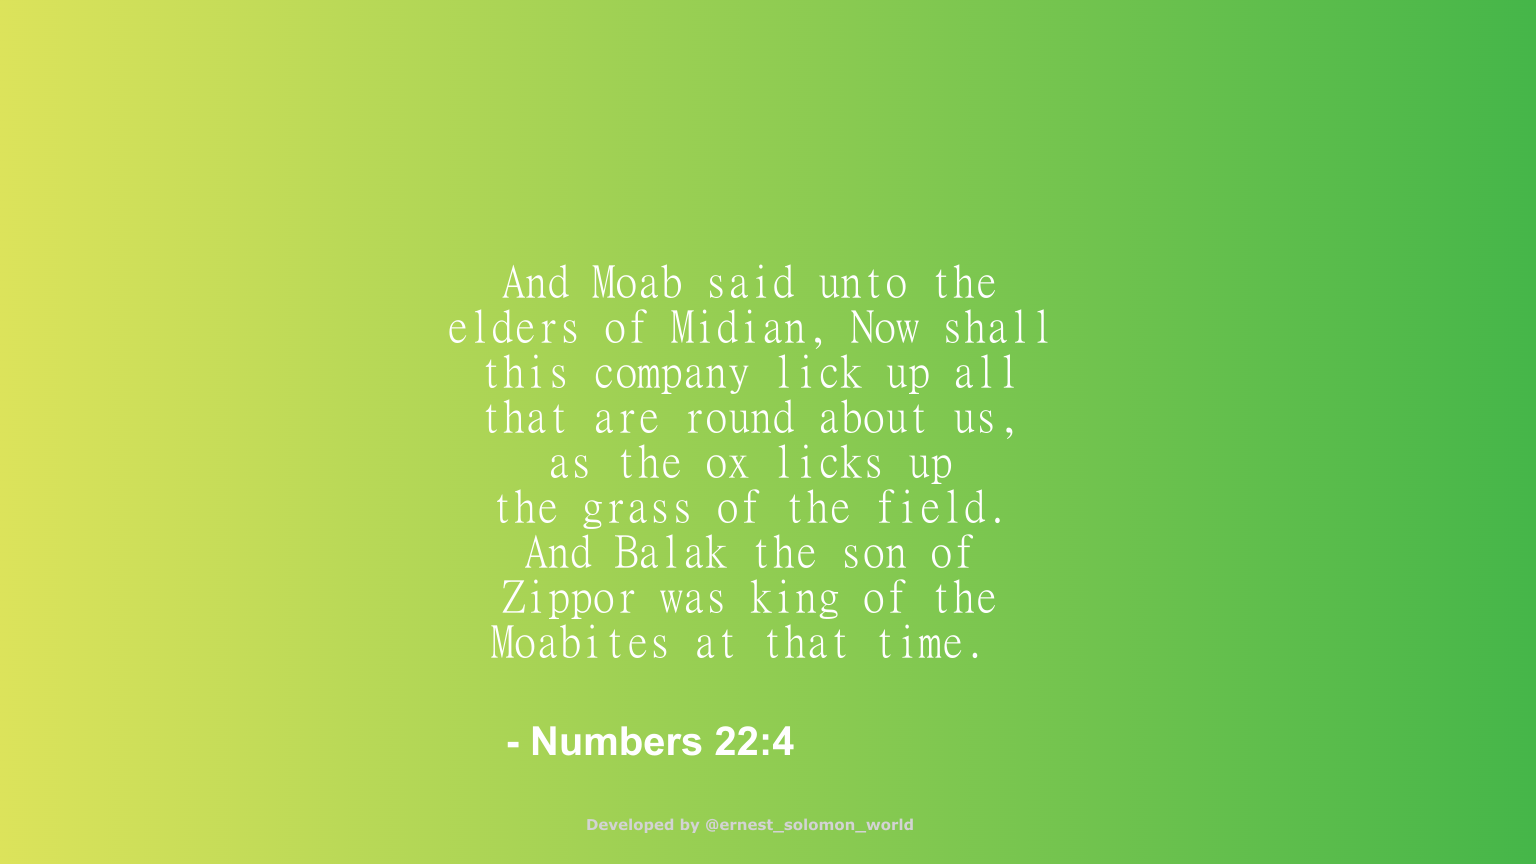 And Moab said unto the
elders of Midian, Now shall
this company lick up all
that are round about us,
as the ox licks up
the grass of the field.
And Balak the son of
Zippor was king of the
Moabites at that time.
- Numbers 22:4
Developed by @ernest_solomon_world